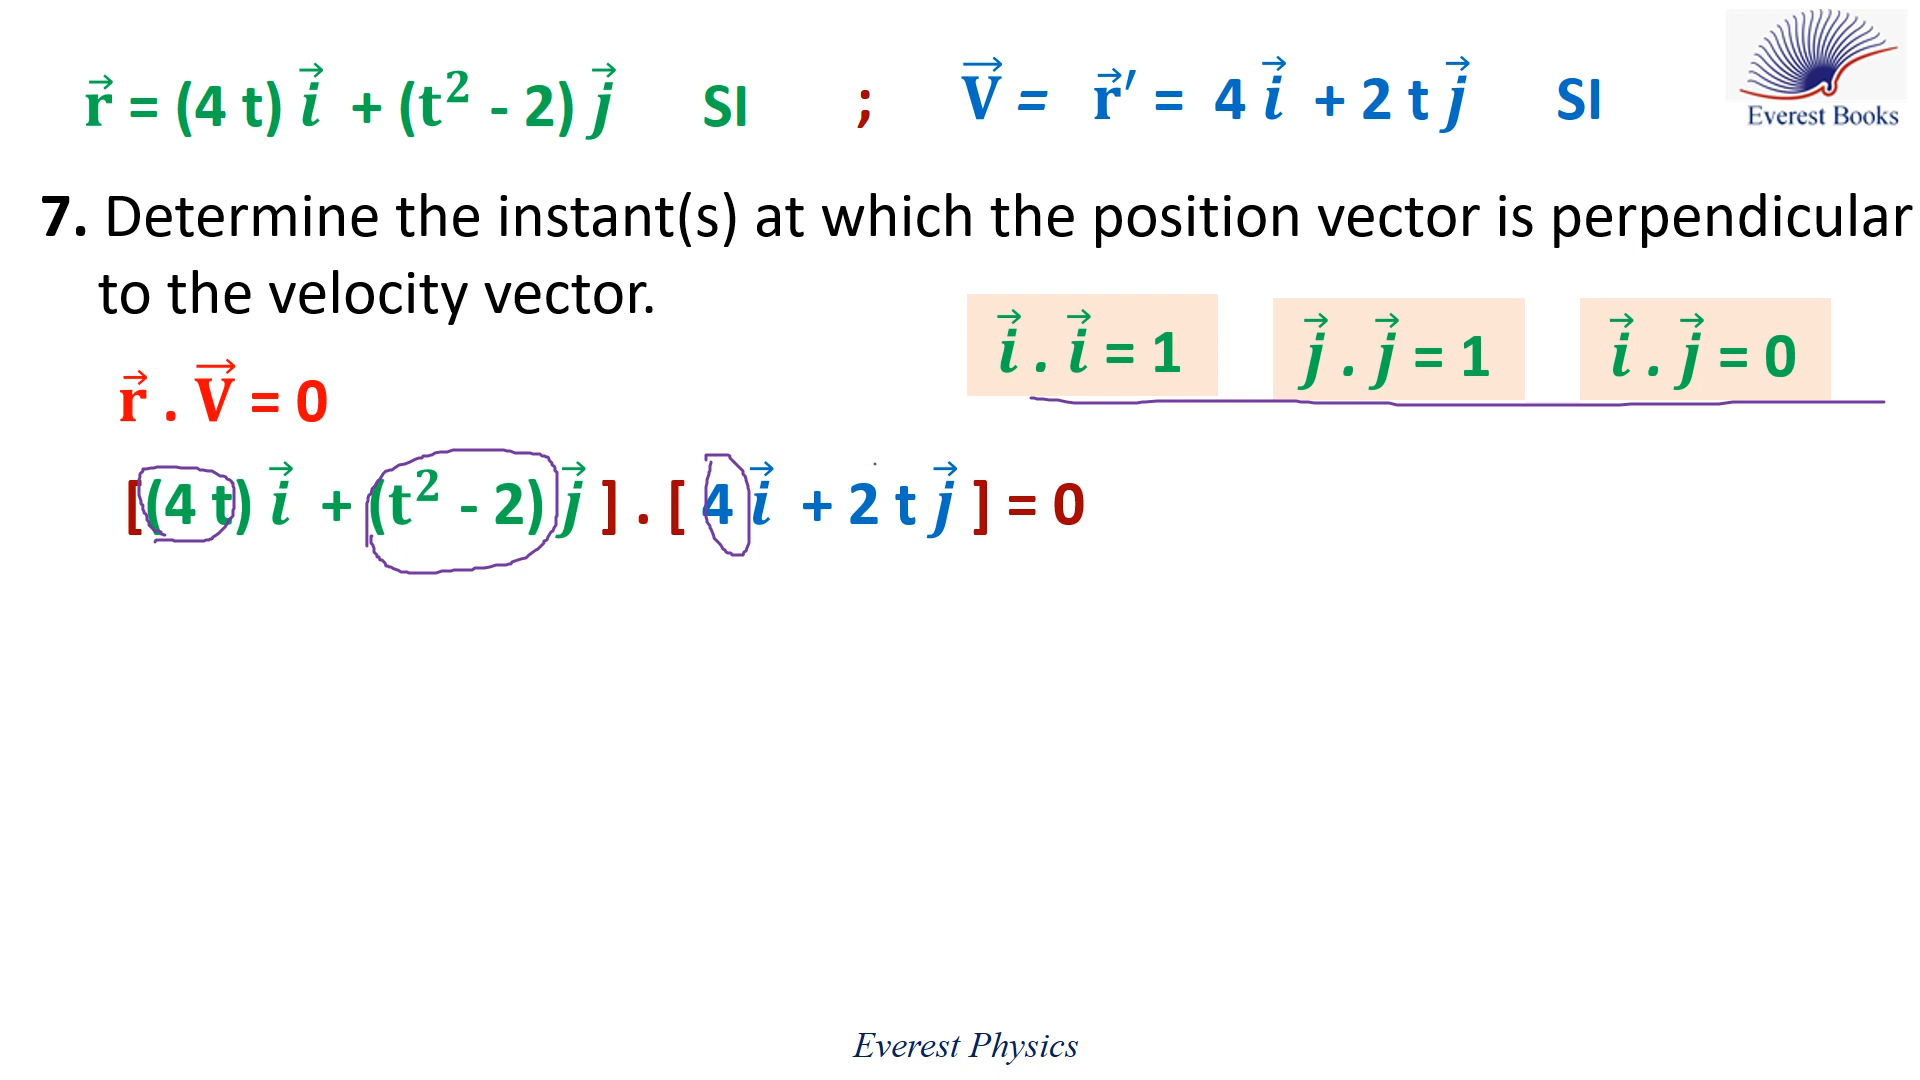 r⃗ = (4 t) i⃗ + (t² - 2) j⃗ SI ; V⃗ = r⃗′ = 4 i⃗ + 2 t j⃗ SI
Everest Books
7. Determine the instant(s) at which the position vector is perpendicular
to the velocity vector.
i⃗ . i⃗ = 1 j⃗ . j⃗ = 1 i⃗ . j⃗ = 0
r⃗ . V⃗ = 0
[(4 t) i⃗ + (t² - 2) j⃗ ] . [ 4 i⃗ + 2 t j⃗ ] = 0
Everest Physics